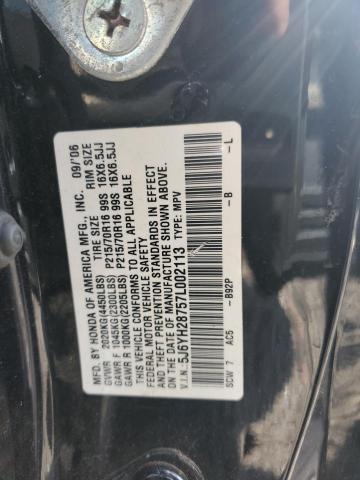 MFD. BY HONDA OF AMERICA MFG., INC. 09/'06
TIRE SIZE RIM SIZE
GVWR 2020KG(4450LBS)
GAWR F 1045KG(2300LBS) P215/70R16 99S 16X6.5JJ
GAWR R 1000KG(2205LBS) P215/70R16 99S 16X6.5JJ
THIS VEHICLE CONFORMS TO ALL APPLICABLE
FEDERAL MOTOR VEHICLE SAFETY
AND THEFT PREVENTION STANDARDS IN EFFECT
ON THE DATE OF MANUFACTURE SHOWN ABOVE.
V.I.N.: 5J6YH28757L002113 TYPE: MPV
SCW 7 AC5 -B92P -B -L